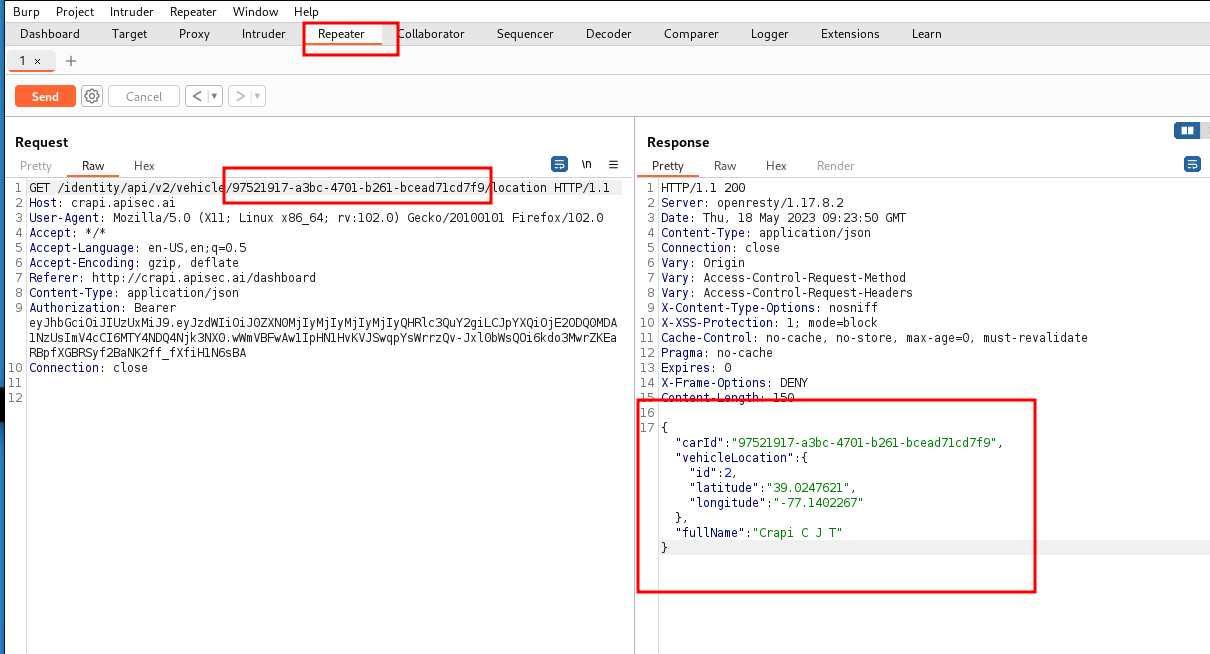 Burp Project Intruder Repeater Window Help
Dashboard Target Proxy Intruder Repeater Collaborator Sequencer Decoder Comparer Logger Extensions Learn
1 × +
Send Cancel < ▾ > ▾
Request
Pretty Raw Hex \n ≡
1 GET /identity/api/v2/vehicle/97521917-a3bc-4701-b261-bcead71cd7f9/location HTTP/1.1
2 Host: crapi.apisec.ai
3 User-Agent: Mozilla/5.0 (X11; Linux x86_64; rv:102.0) Gecko/20100101 Firefox/102.0
4 Accept: */*
5 Accept-Language: en-US,en;q=0.5
6 Accept-Encoding: gzip, deflate
7 Referer: http://crapi.apisec.ai/dashboard
8 Content-Type: application/json
9 Authorization: Bearer
eyJhbGciOiJIUzUxMiJ9.eyJzdWIiOiJ0ZXN0MjIyMjIyMjIyMjIyQHRlc3QuY2giLCJpYXQiOjE2ODQ0MDA
1NzUsImV4cCI6MTY4NDQ4Njk3NX0.wWmVBFwAw1IpHN1HvKVJSwqpYsWrrzQv-Jxl0bWsQOi6kdo3MwrZKEa
RBpfXGBRSyf2BaNK2ff_fXfiH1N6sBA
10 Connection: close
11
12
Response
Pretty Raw Hex Render
1 HTTP/1.1 200
2 Server: openresty/1.17.8.2
3 Date: Thu, 18 May 2023 09:23:50 GMT
4 Content-Type: application/json
5 Connection: close
6 Vary: Origin
7 Vary: Access-Control-Request-Method
8 Vary: Access-Control-Request-Headers
9 X-Content-Type-Options: nosniff
10 X-XSS-Protection: 1; mode=block
11 Cache-Control: no-cache, no-store, max-age=0, must-revalidate
12 Pragma: no-cache
13 Expires: 0
14 X-Frame-Options: DENY
15 Content-Length: 150
16
17 {
"carId":"97521917-a3bc-4701-b261-bcead71cd7f9",
"vehicleLocation":{
"id":2,
"latitude":"39.0247621",
"longitude":"-77.1402267"
},
"fullName":"Crapi C J T"
}